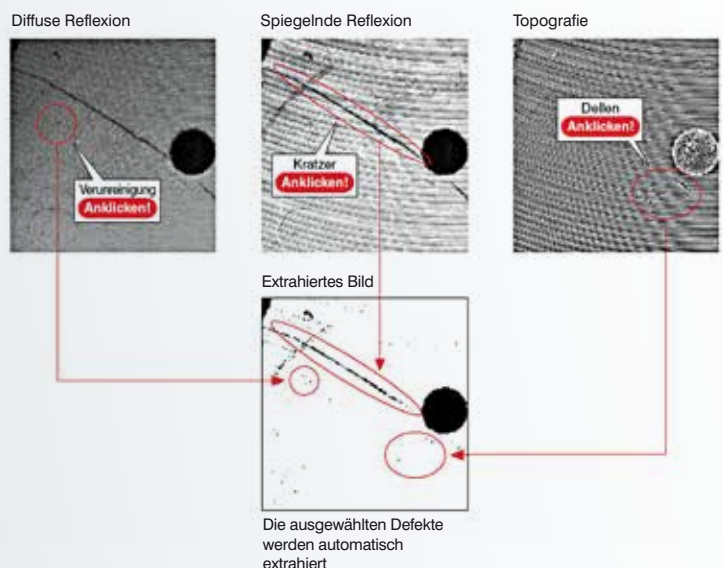 Diffuse Reflexion
Spiegelnde Reflexion
Topografie
Verunreinigung
Anklicken!
Kratzer
Anklicken!
Dellen
Anklicken!
Extrahiertes Bild
Die ausgewählten Defekte
werden automatisch
extrahiert